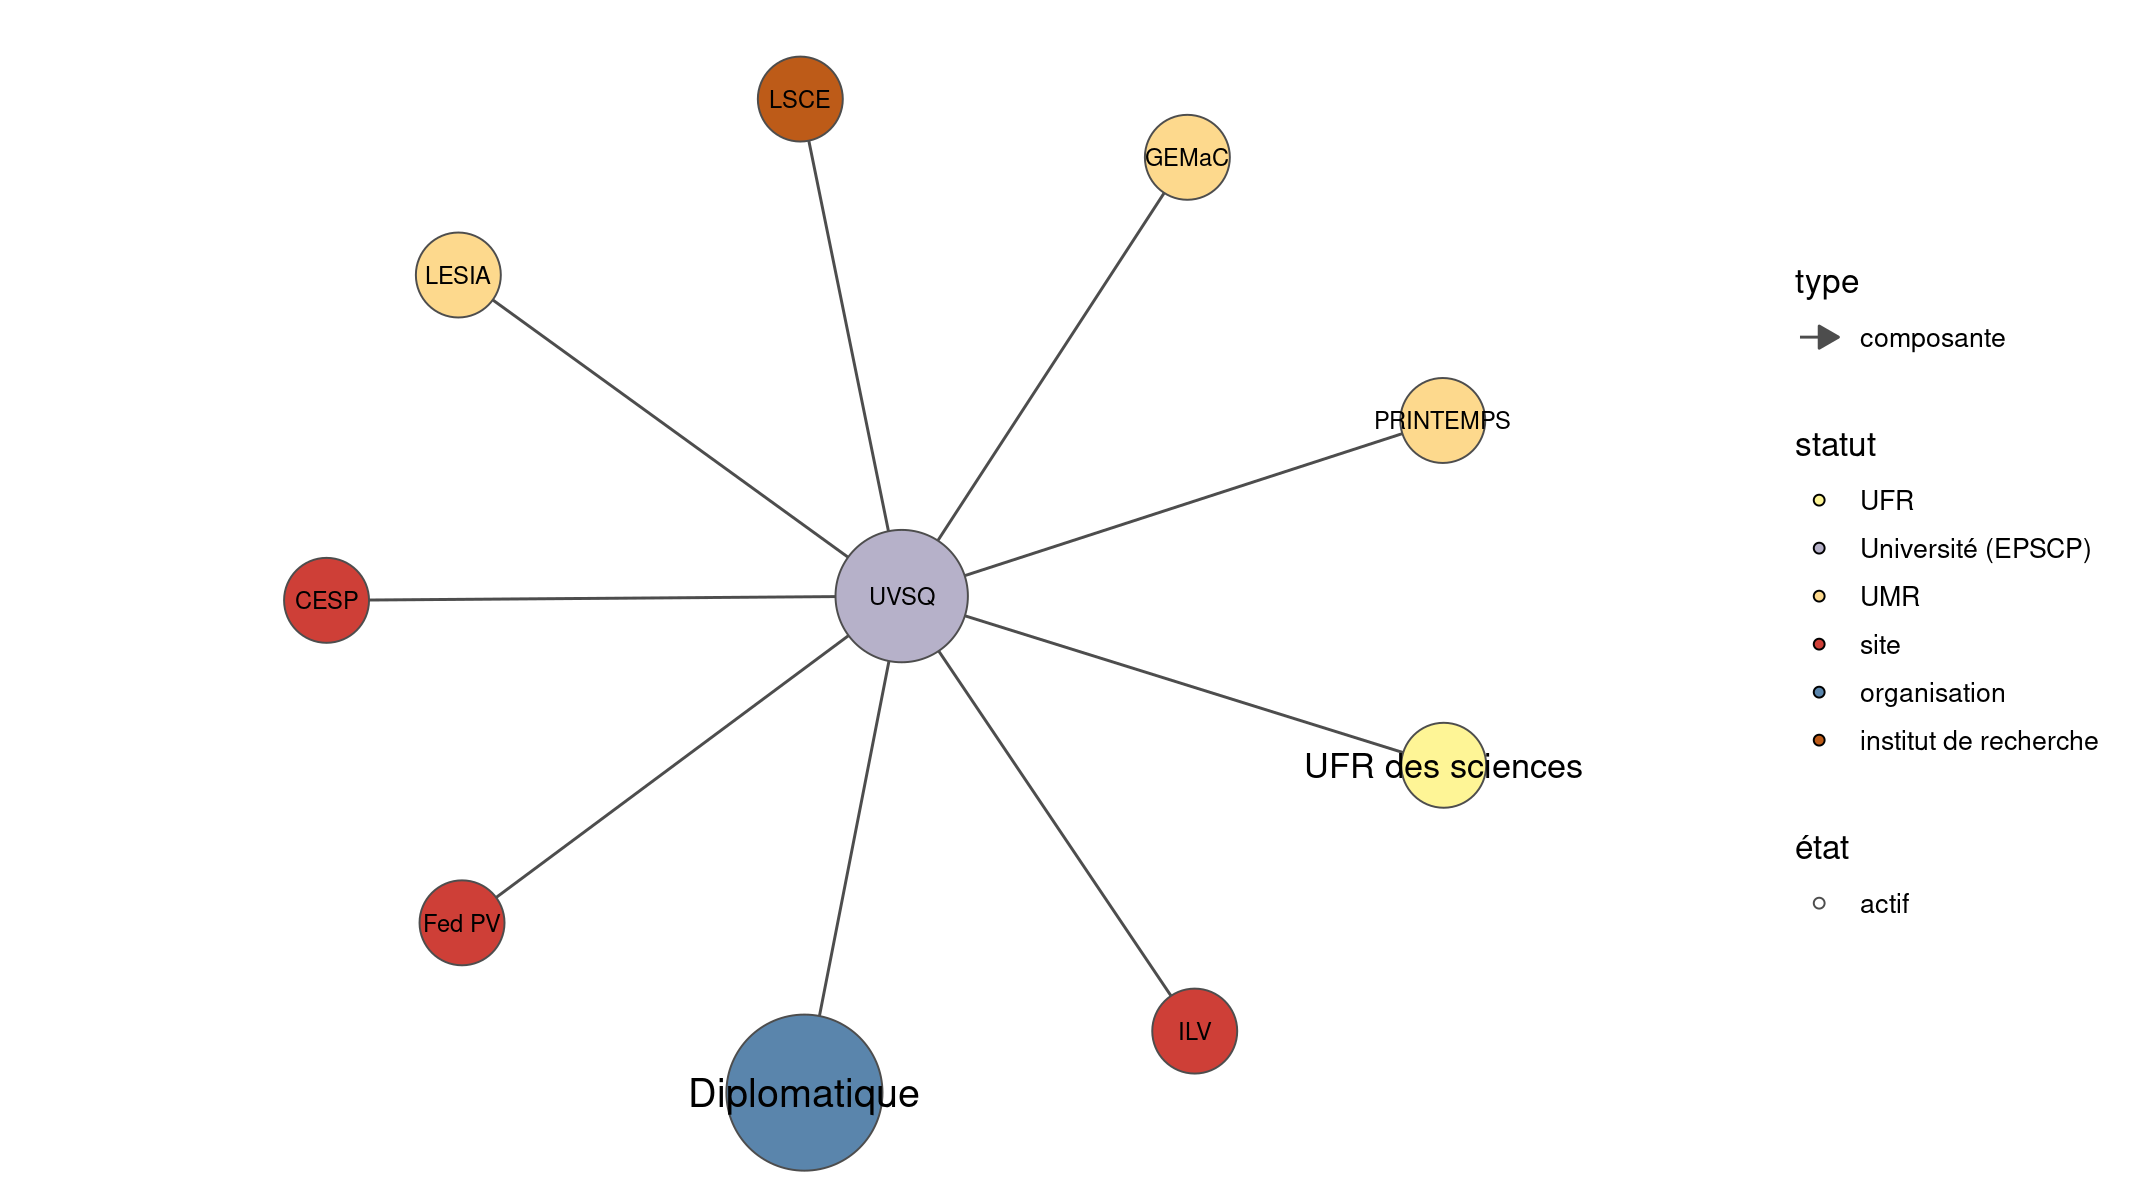 LSCE
GEMaC
LESIA
PRINTEMPS
CESP
UVSQ
UFR des sciences
Fed PV
ILV
Diplomatique
type
composante
statut
UFR
Université (EPSCP)
UMR
site
organisation
institut de recherche
état
actif